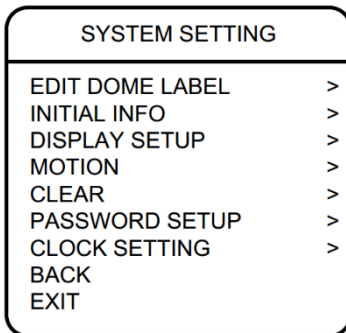 SYSTEM SETTING
EDIT DOME LABEL >
INITIAL INFO >
DISPLAY SETUP >
MOTION >
CLEAR >
PASSWORD SETUP >
CLOCK SETTING >
BACK
EXIT